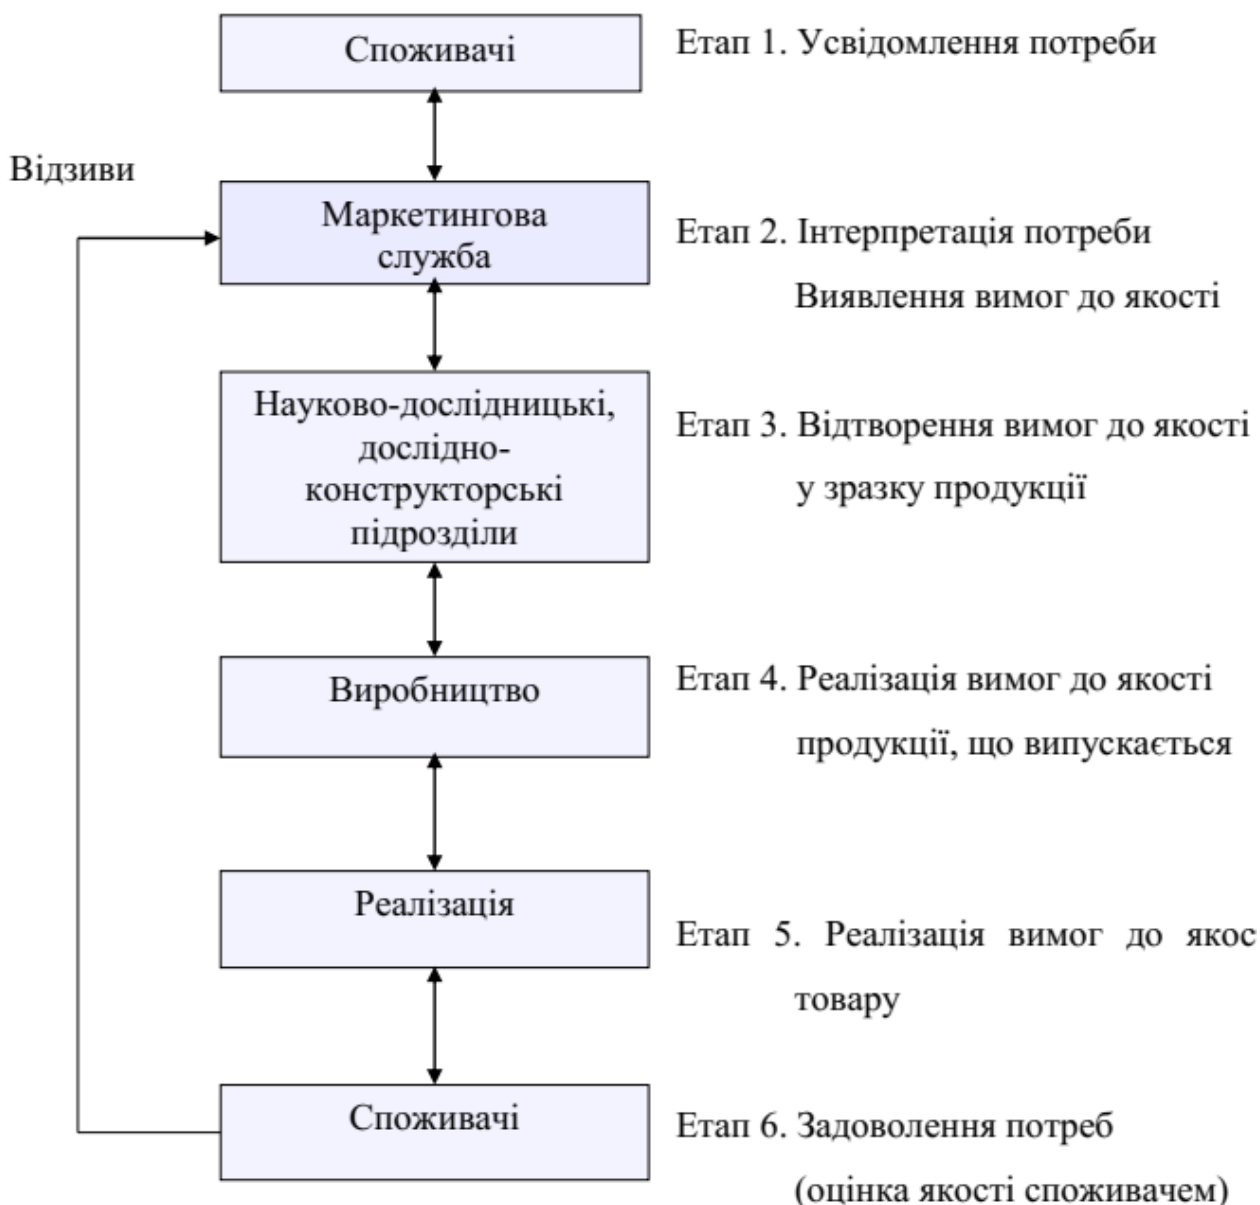 Споживачі
Етап 1. Усвідомлення потреби
Відзиви
Маркетингова
служба
Етап 2. Інтерпретація потреби
Виявлення вимог до якості
Науково-дослідницькі,
дослідно-
конструкторські
підрозділи
Етап 3. Відтворення вимог до якості
у зразку продукції
Виробництво
Етап 4. Реалізація вимог до якості
продукції, що випускається
Реалізація
Етап 5. Реалізація вимог до якос
товару
Споживачі
Етап 6. Задоволення потреб
(оцінка якості споживачем)